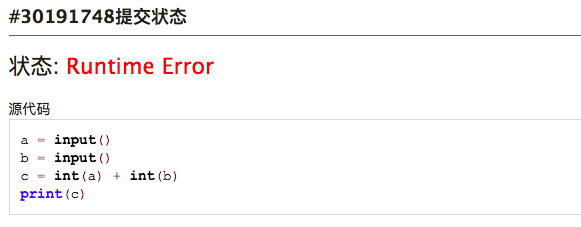 #30191748提交状态
状态: Runtime Error
源代码
a = input()
b = input()
c = int(a) + int(b)
print(c)